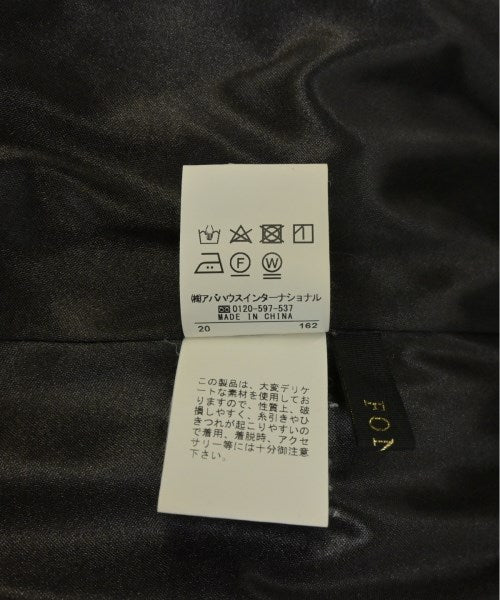 F
W
㈱アバハウスインターナショナル
0120-597-537
MADE IN CHINA
20 162
この製品は、大変デリケ
ートな素材を使用してお
りますので、性質上、破
損しやすく、糸引きやひ
きつれが起こりやすいの
で着用、着脱時、アクセ
サリー等には十分御注意
下さい。
FON